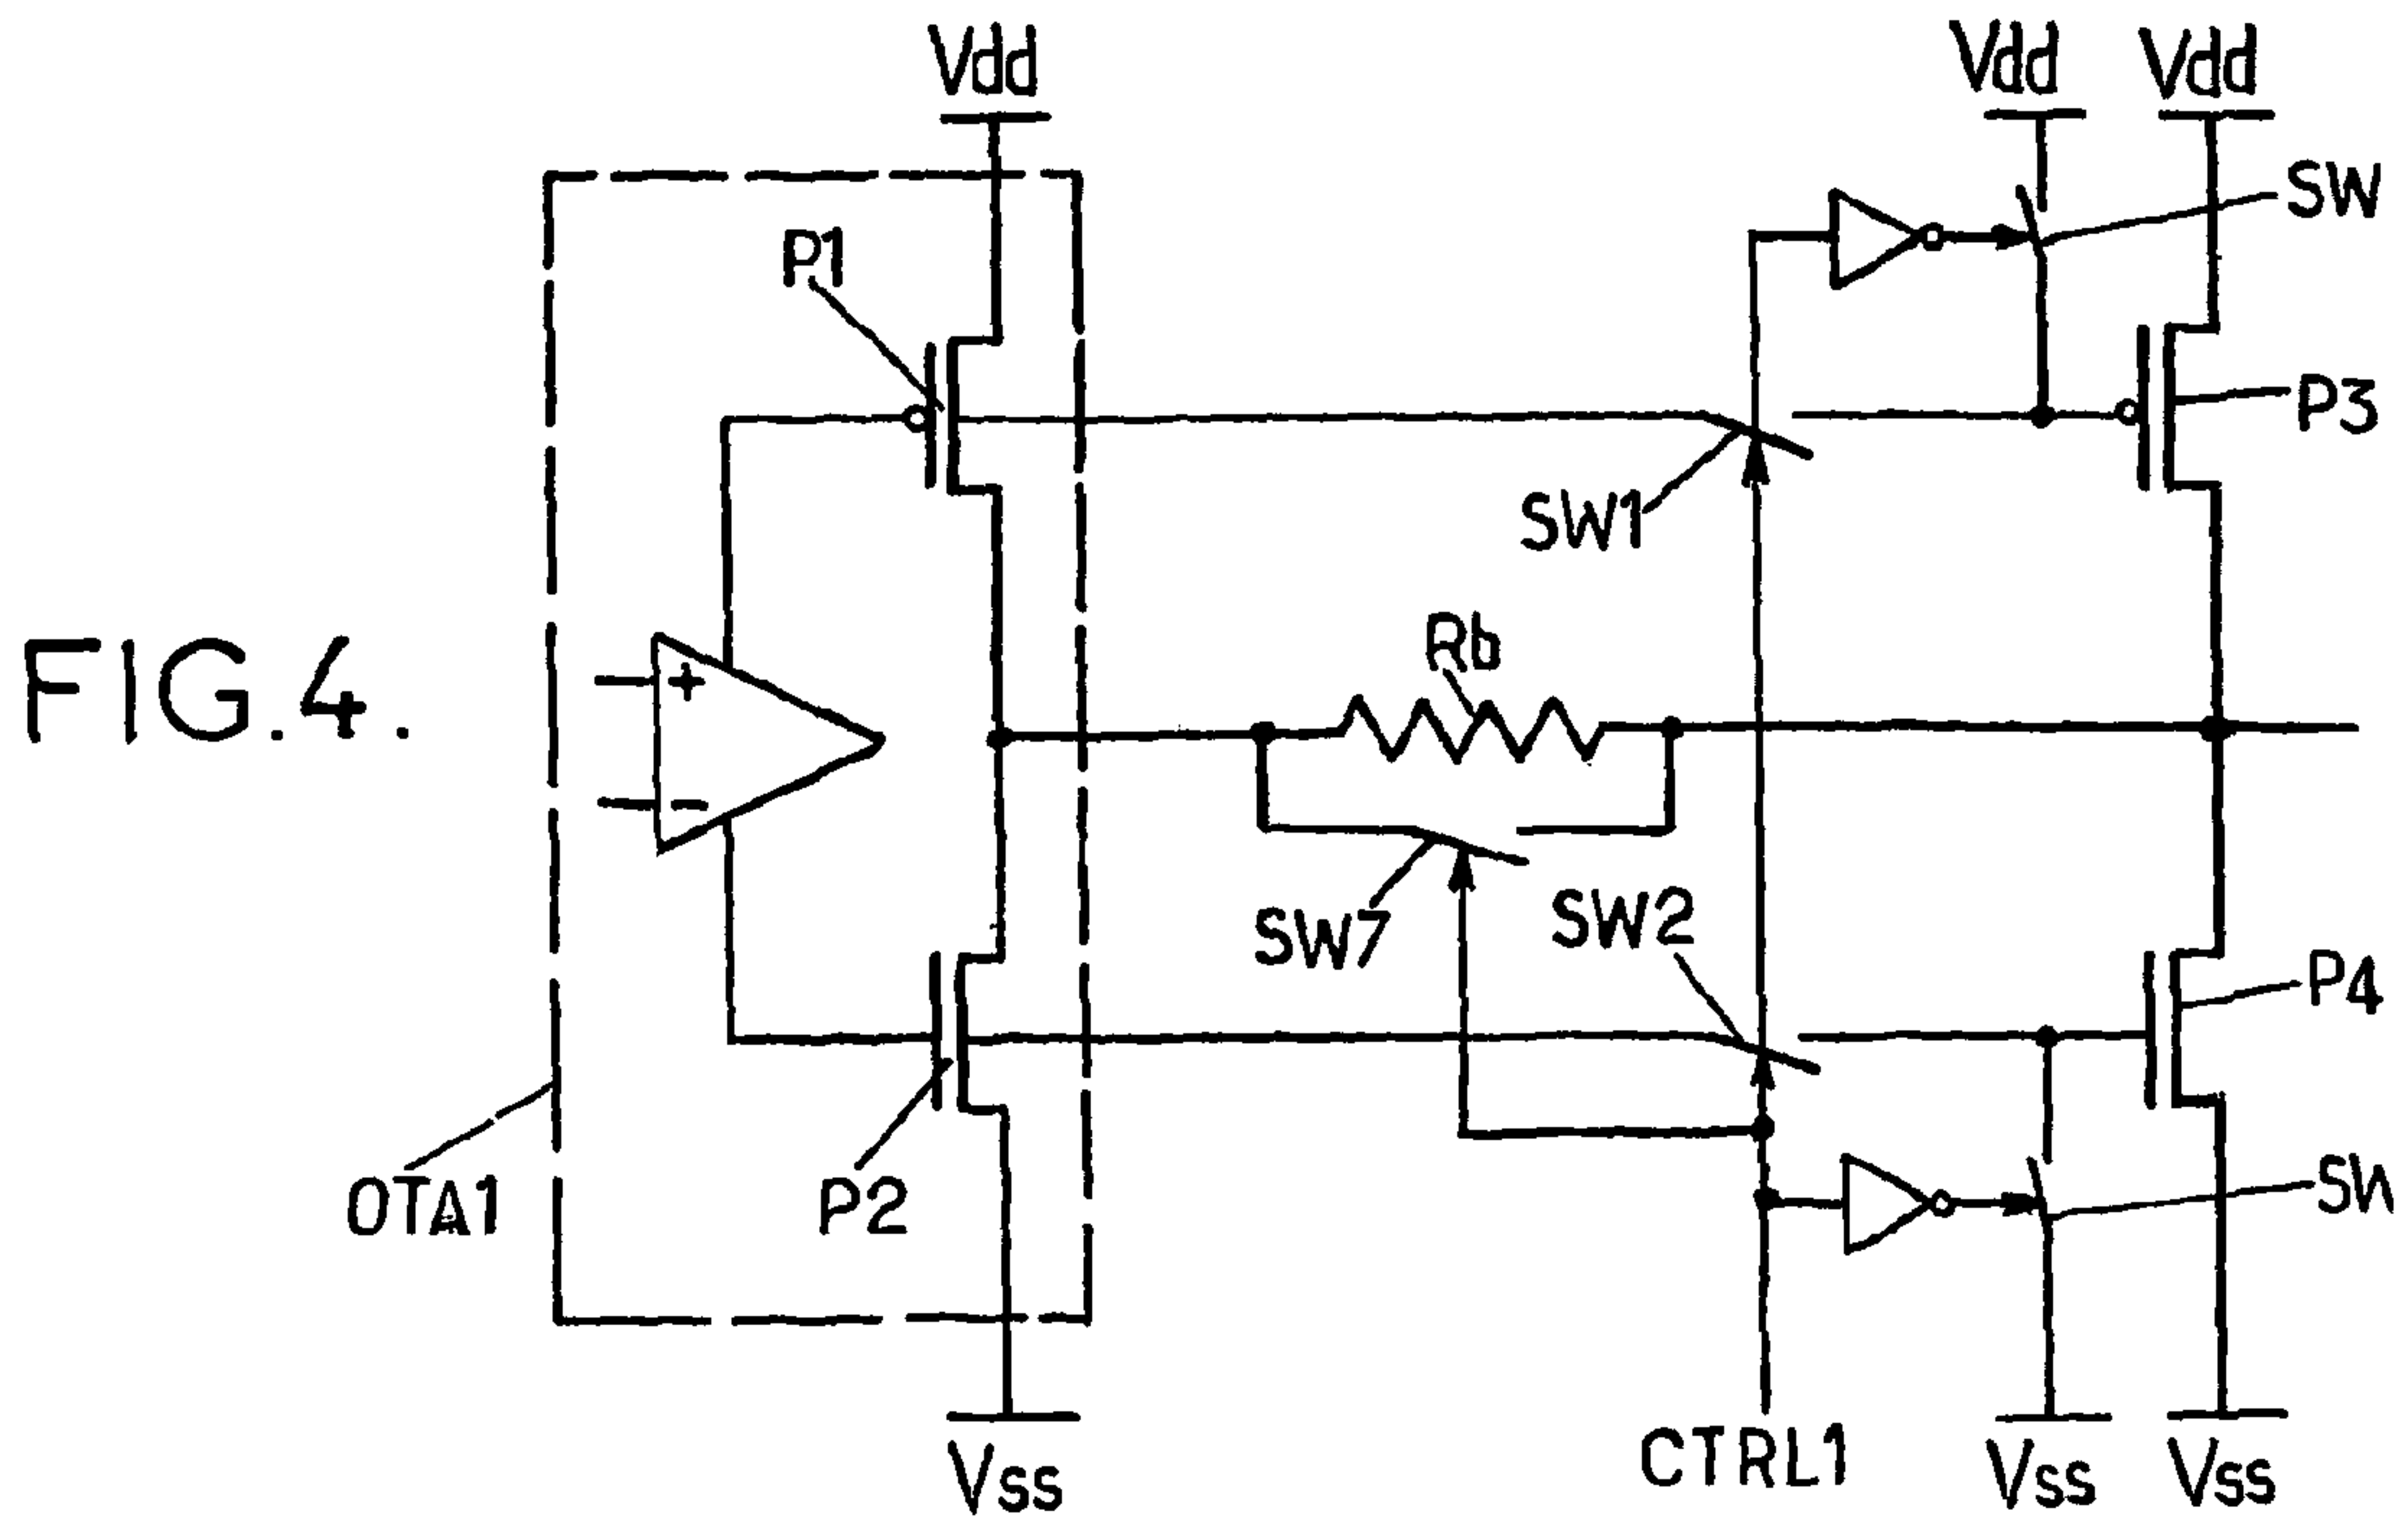 Vdd
Vdd
Vdd
SW
P1
P3
SW1
Rb
FIG.4.
+
−
SW7
SW2
P4
OTA1
P2
SW
CTRL1
Vss
Vss
Vss